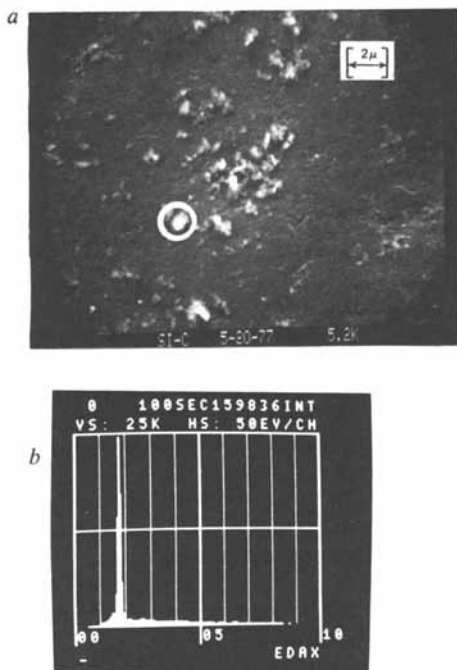 a
2μ
SI-C 5-20-77 5.2K
b
0 100SEC159836INT
VS: 25K HS: 50EV/CH
00 05 10
EDAX